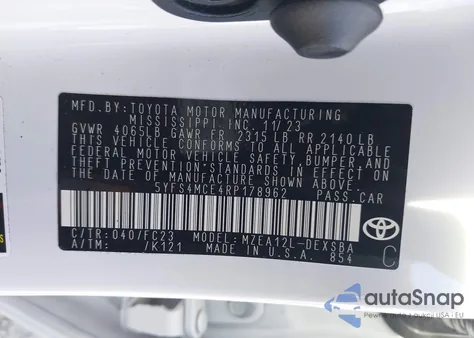 MFD. BY: TOYOTA MOTOR MANUFACTURING
MISSISSIPPI, INC. 11/23
GVWR 4065LB GAWR FR 2315 LB RR 2140 LB
THIS VEHICLE CONFORMS TO ALL APPLICABLE
FEDERAL MOTOR VEHICLE SAFETY, BUMPER, AND
THEFT PREVENTION STANDARDS IN EFFECT ON
THE DATE OF MANUFACTURE SHOWN ABOVE.
5YFS4MCE4RP178962 PASS.CAR
C/TR: 040/FC23 MODEL: MZEA12L-DEXSBA
A/TM: /K121 MADE IN U.S.A. 854
TOYOTA
C
autoSnap